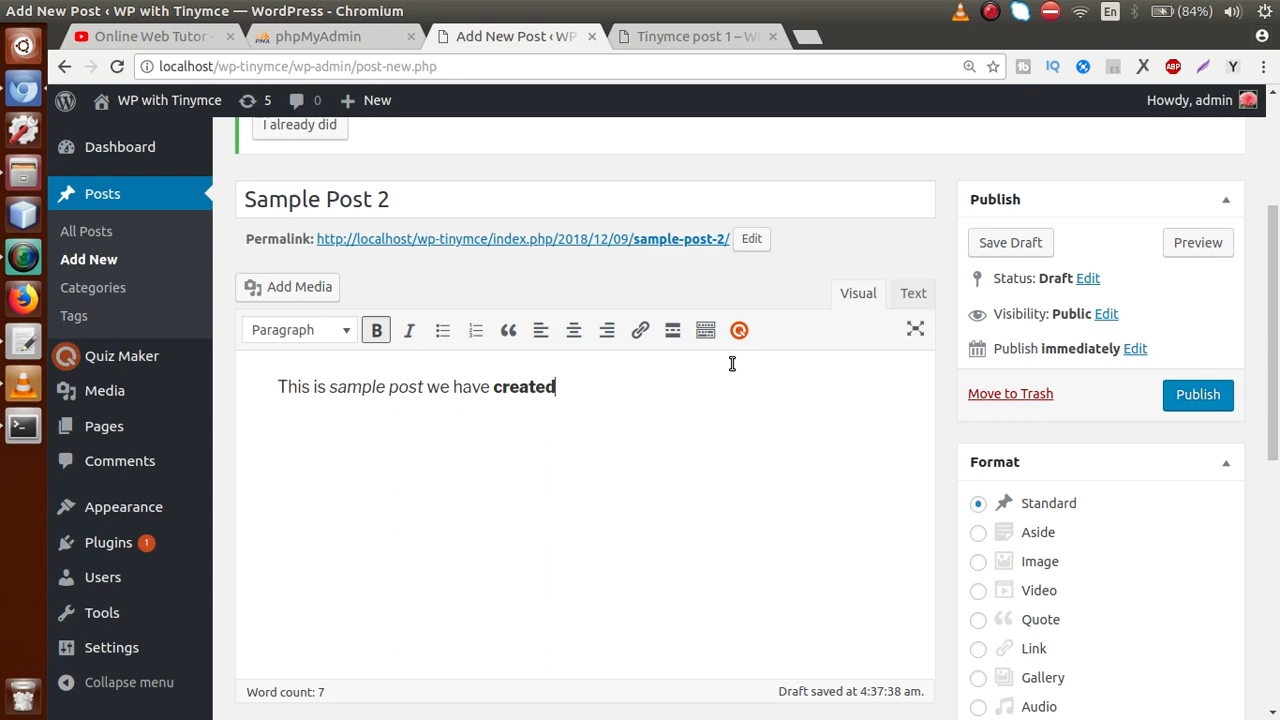 Add New Post ‹ WP with Tinymce — WordPress - Chromium
En
(84%)
Online Web Tutor -
phpMyAdmin
Add New Post ‹ WP
Tinymce post 1 – W
localhost/wp-tinymce/wp-admin/post-new.php
WP with Tinymce
5
0
New
Howdy, admin
I already did
Dashboard
Posts
All Posts
Add New
Categories
Tags
Quiz Maker
Media
Pages
Comments
Appearance
Plugins 1
Users
Tools
Settings
Collapse menu
Sample Post 2
Permalink: http://localhost/wp-tinymce/index.php/2018/12/09/sample-post-2/ Edit
Add Media
Visual Text
Paragraph
This is sample post we have created
Word count: 7
Draft saved at 4:37:38 am.
Publish
Save Draft
Preview
Status: Draft Edit
Visibility: Public Edit
Publish immediately Edit
Move to Trash
Publish
Format
Standard
Aside
Image
Video
Quote
Link
Gallery
Audio